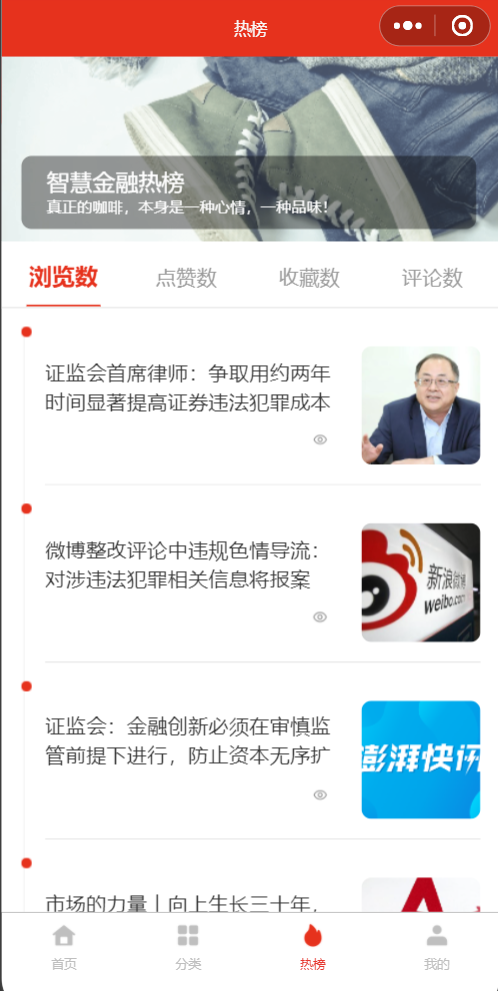 热榜
智慧金融热榜
真正的咖啡，本身是一种心情，一种品味！
浏览数
点赞数
收藏数
评论数
证监会首席律师：争取用约两年
时间显著提高证券违法犯罪成本
微博整改评论中违规色情导流：
对涉违法犯罪相关信息将报案
新浪微博
weibo.com
证监会：金融创新必须在审慎监
管前提下进行，防止资本无序扩
澎湃快讯
市场的力量｜向上生长三十年，
首页
分类
热榜
我的